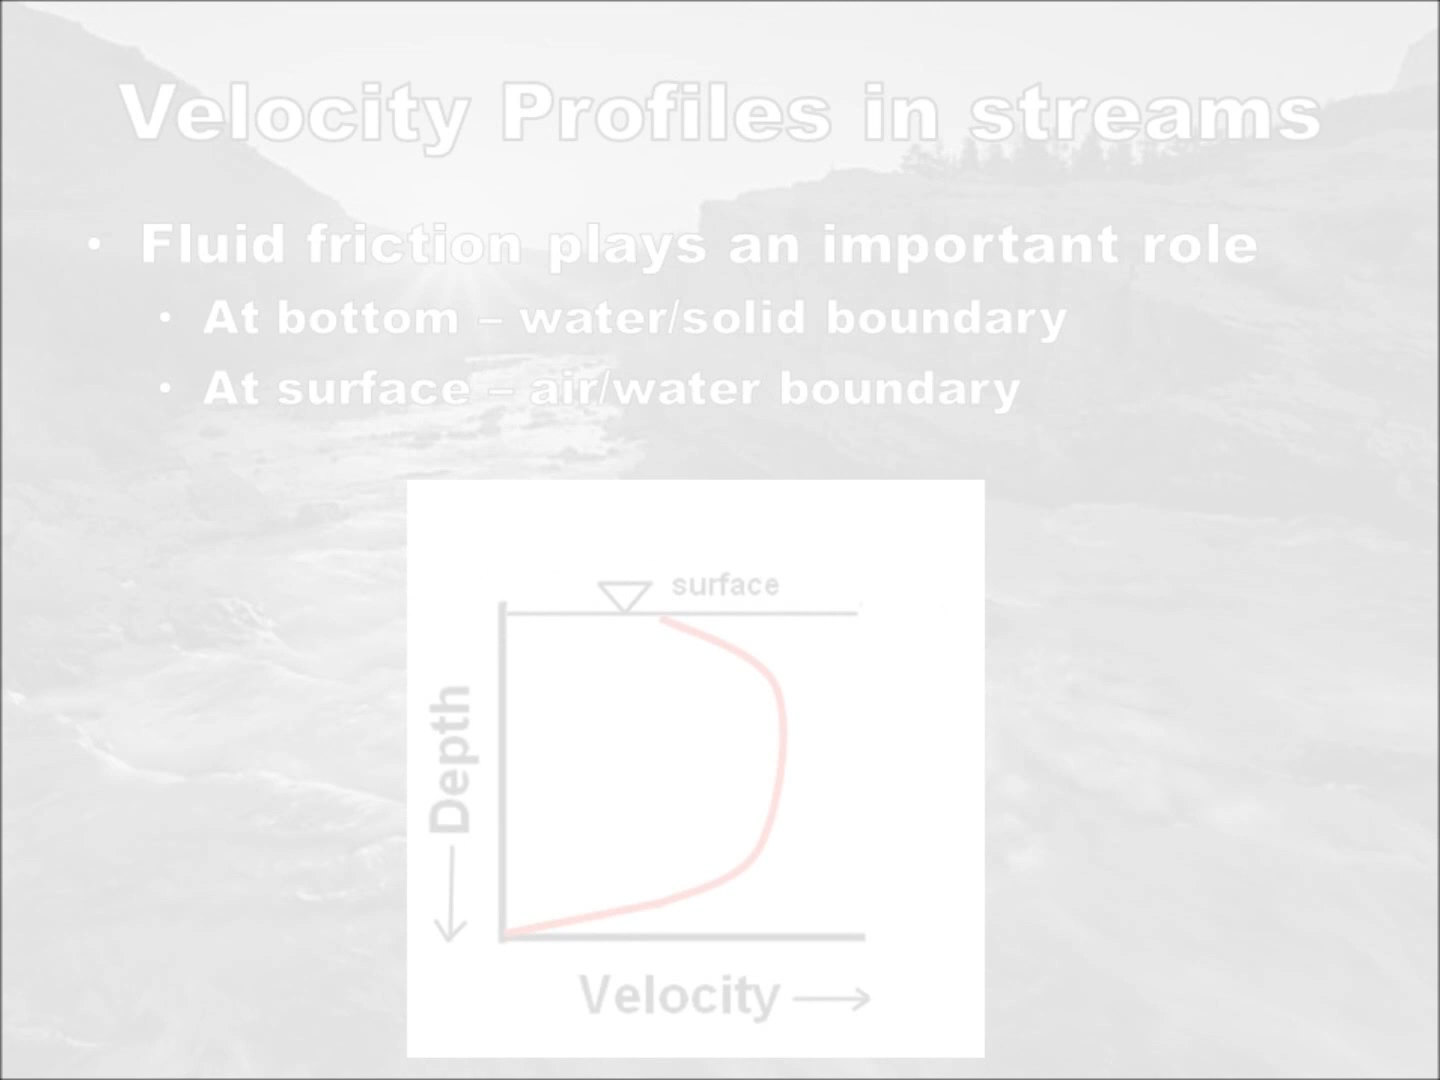 Velocity Profiles in streams
• Fluid friction plays an important role
• At bottom – water/solid boundary
• At surface – air/water boundary
surface
Depth
Velocity